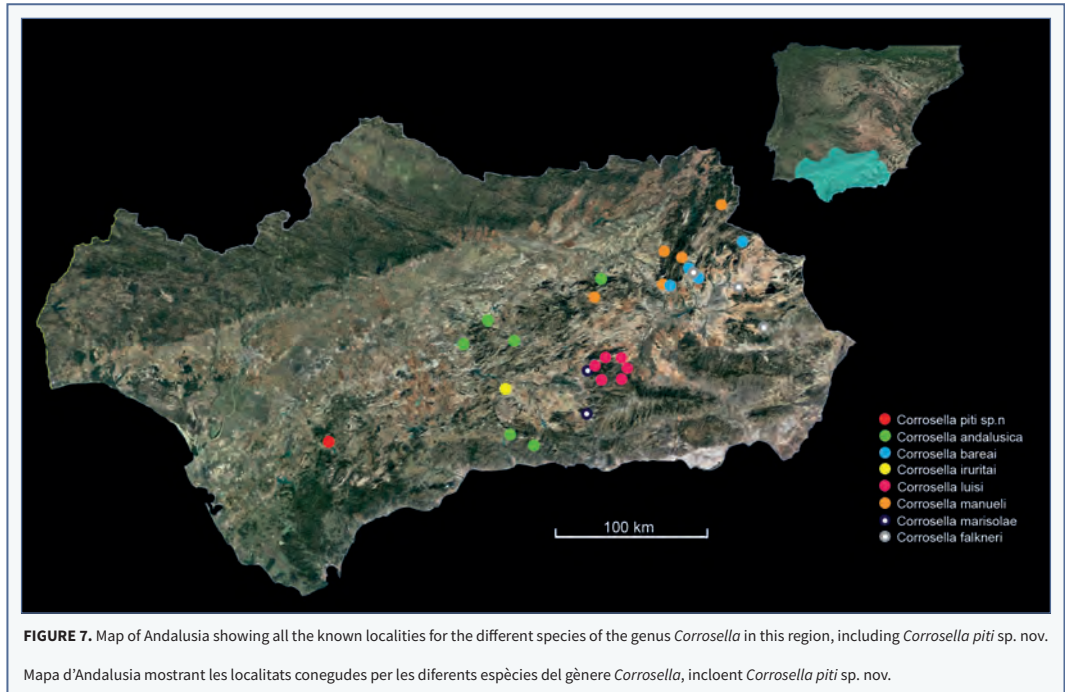 Corrosella piti sp.n
Corrosella andalusica
Corrosella bareai
Corrosella iruritai
Corrosella luisi
Corrosella manueli
Corrosella marisolae
Corrosella falkneri
100 km
FIGURE 7. Map of Andalusia showing all the known localities for the different species of the genus Corrosella in this region, including Corrosella piti sp. nov.
Mapa d’Andalusia mostrant les localitats conegudes per les diferents espècies del gènere Corrosella, incloent Corrosella piti sp. nov.